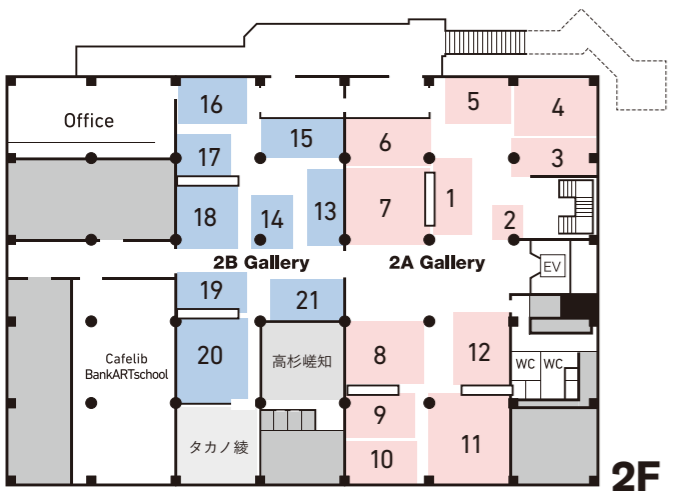 16
5
4
Office
15
6
17
3
7
1
13
18
14
2
2B Gallery
2A Gallery
EV
19
21
8
12
20
高杉嵯知
Cafelib
BankARTschool
WC
WC
9
11
タカノ綾
10
2F